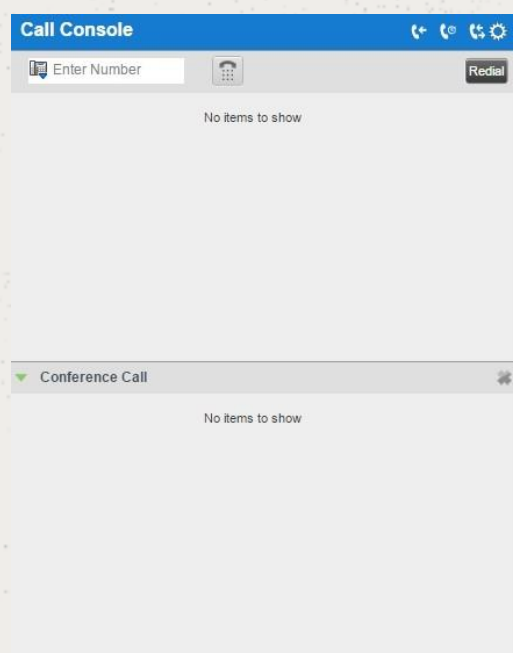 Call Console
Enter Number
Redial
No items to show
Conference Call
No items to show